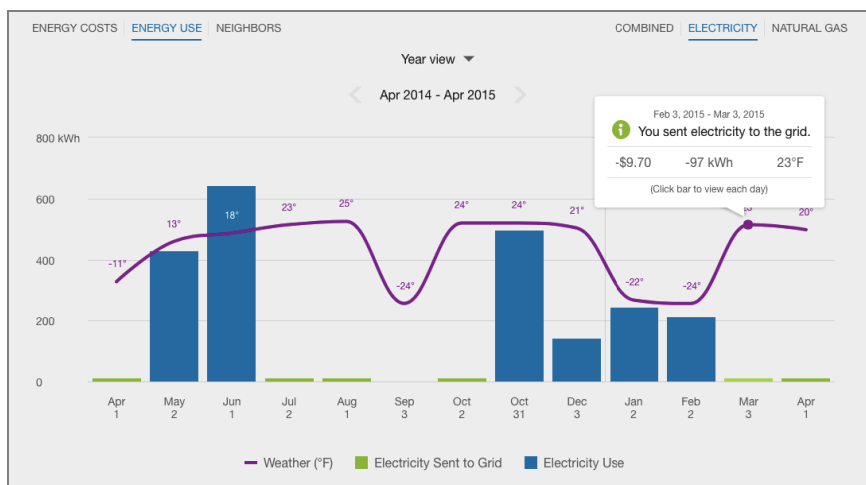 ENERGY COSTS ENERGY USE NEIGHBORS COMBINED ELECTRICITY NATURAL GAS
Year view
Apr 2014 - Apr 2015
Feb 3, 2015 - Mar 3, 2015
You sent electricity to the grid.
-$9.70 -97 kWh 23°F
(Click bar to view each day)
800 kWh
600
400
200
0
-11°
13°
18°
23°
25°
-24°
24°
24°
21°
-22°
-24°
20°
Apr May Jun Jul Aug Sep Oct Oct Dec Jan Feb Mar Apr
1 2 1 2 1 3 2 31 3 2 2 3 1
Weather (°F) Electricity Sent to Grid Electricity Use